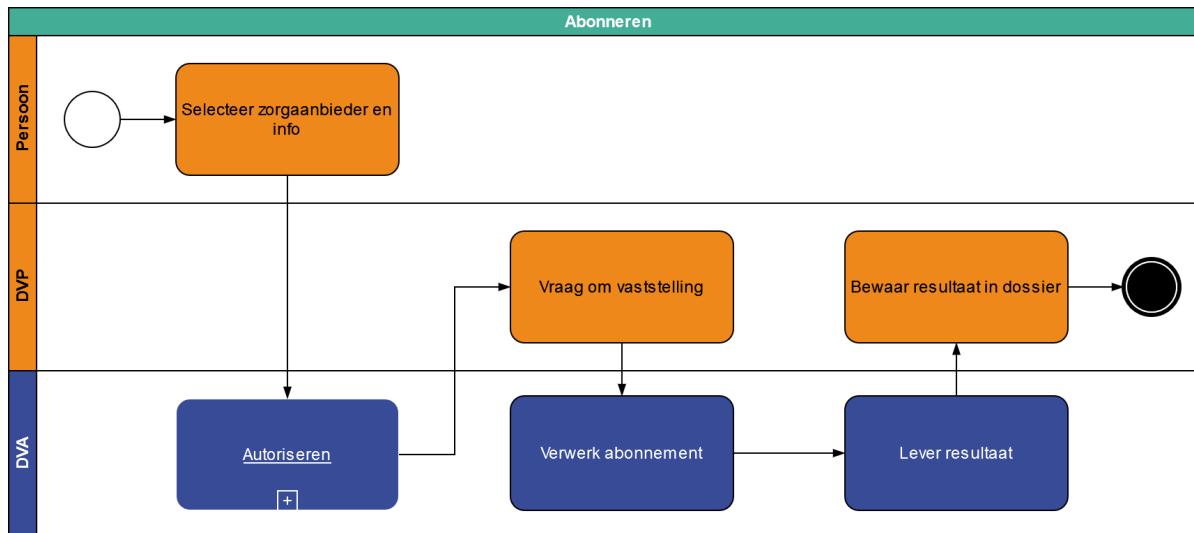 Abonneren
Persoon
Selecteer zorgaanbieder en
info
DVP
Vraag om vaststelling
Bewaar resultaat in dossier
DVA
Autoriseren
+
Verwerk abonnement
Lever resultaat